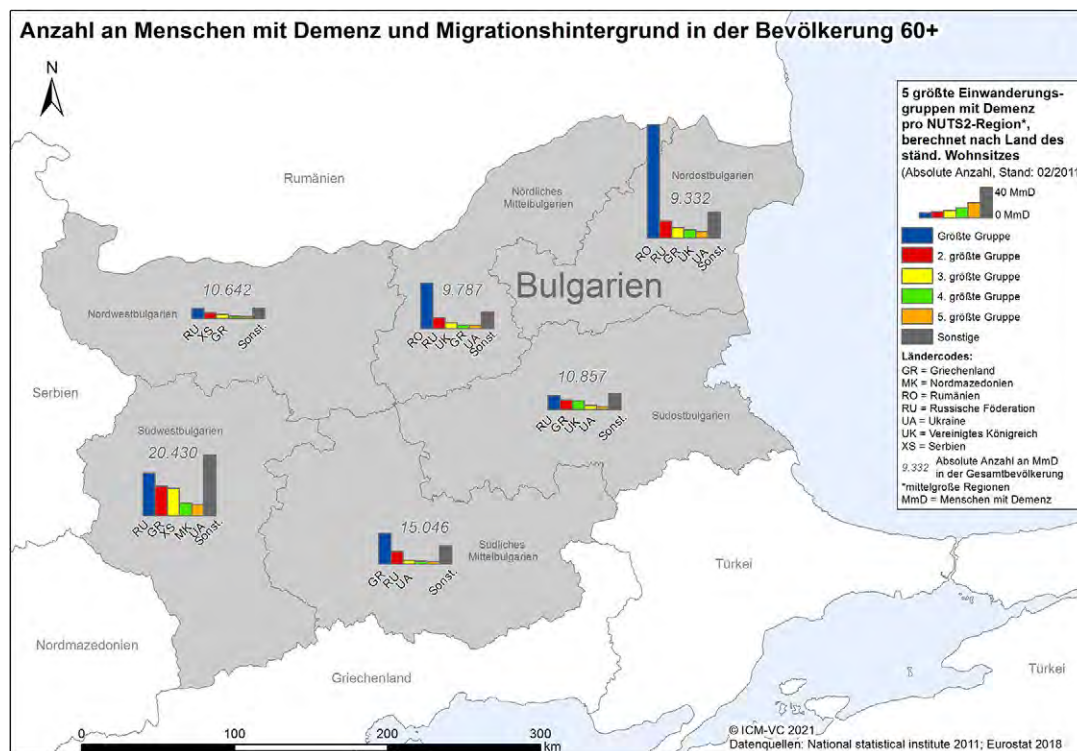 Anzahl an Menschen mit Demenz und Migrationshintergrund in der Bevölkerung 60+
N
5 größte Einwanderungs-
gruppen mit Demenz
pro NUTS2-Region*,
berechnet nach Land des
ständ. Wohnsitzes
(Absolute Anzahl, Stand: 02/2011
40 MmD
0 MmD
Größte Gruppe
2. größte Gruppe
3. größte Gruppe
4. größte Gruppe
5. größte Gruppe
Sonstige
Ländercodes:
GR = Griechenland
MK = Nordmazedonien
RO = Rumänien
RU = Russische Föderation
UA = Ukraine
UK = Vereinigtes Königreich
XS = Serbien
9.332 Absolute Anzahl an MmD
in der Gesamtbevölkerung
*mittelgroße Regionen
MmD = Menschen mit Demenz
Rumänien
Nördliches
Mittelbulgarien
Nordostbulgarien
9.332
RO RU GR UK UA Sonst.
Bulgarien
Nordwestbulgarien
10.642
RU XS GR Sonst.
9.787
RO RU UK GR UA Sonst.
Serbien
Südwestbulgarien
20.430
RU GR XS MK UA Sonst.
10.857
Südostbulgarien
RU GR UK UA Sonst.
15.046
Südliches
Mittelbulgarien
GR RU UA Sonst.
Türkei
Nordmazedonien
Griechenland
Türkei
0 100 200 300
km
© ICM-VC 2021
Datenquellen: National statistical institute 2011; Eurostat 2018